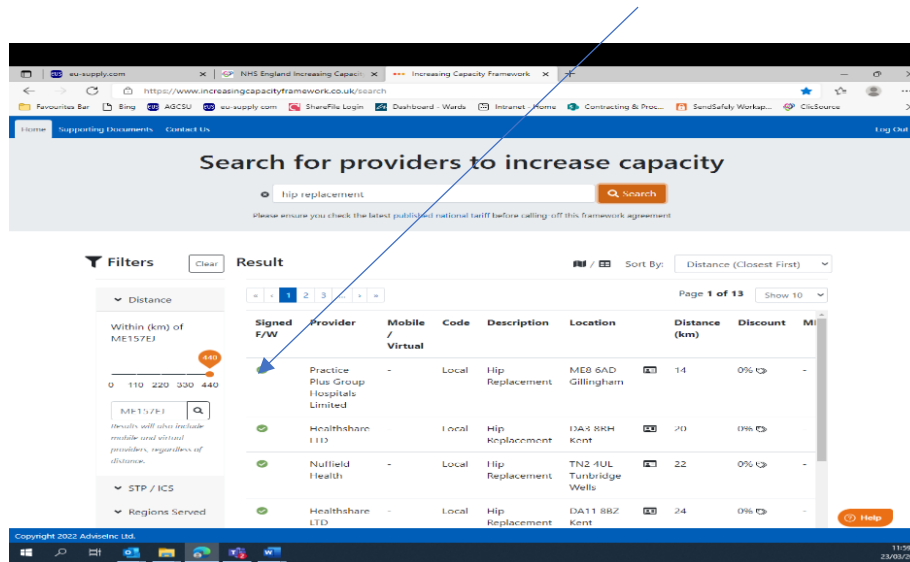 eu-supply.com
NHS England Increasing Capacit
Increasing Capacity Framework
https://www.increasingcapacityframework.co.uk/search
Favourites Bar Bing AGCSU eu-supply com ShareFile Login Dashboard - Wards Intranet - Home Contracting & Proc... SendSafely Worksp... ClicSource
Home Supporting Documents Contact Us Log Out
Search for providers to increase capacity
hip replacement Search
Please ensure you check the latest published national tariff before calling-off this framework agreement
Filters Clear Result / Sort By: Distance (Closest First)
« ‹ 1 2 3 ... › » Page 1 of 13 Show 10
Distance
Within (km) of
ME157EJ
440
0 110 220 330 440
ME157EJ
Results will also include
mobile and virtual
providers, regardless of
distance.
STP / ICS
Regions Served
Signed F/W Provider Mobile / Virtual Code Description Location Distance (km) Discount
Practice Plus Group Hospitals Limited - Local Hip Replacement ME8 6AD Gillingham 14 0% -
Healthshare LTD - Local Hip Replacement DA3 8RH Kent 20 0% -
Nuffield Health - Local Hip Replacement TN2 4UL Tunbridge Wells 22 0% -
Healthshare LTD - Local Hip Replacement DA11 8BZ Kent 24 0% -
Help
Copyright 2022 AdviseInc Ltd.
11:59